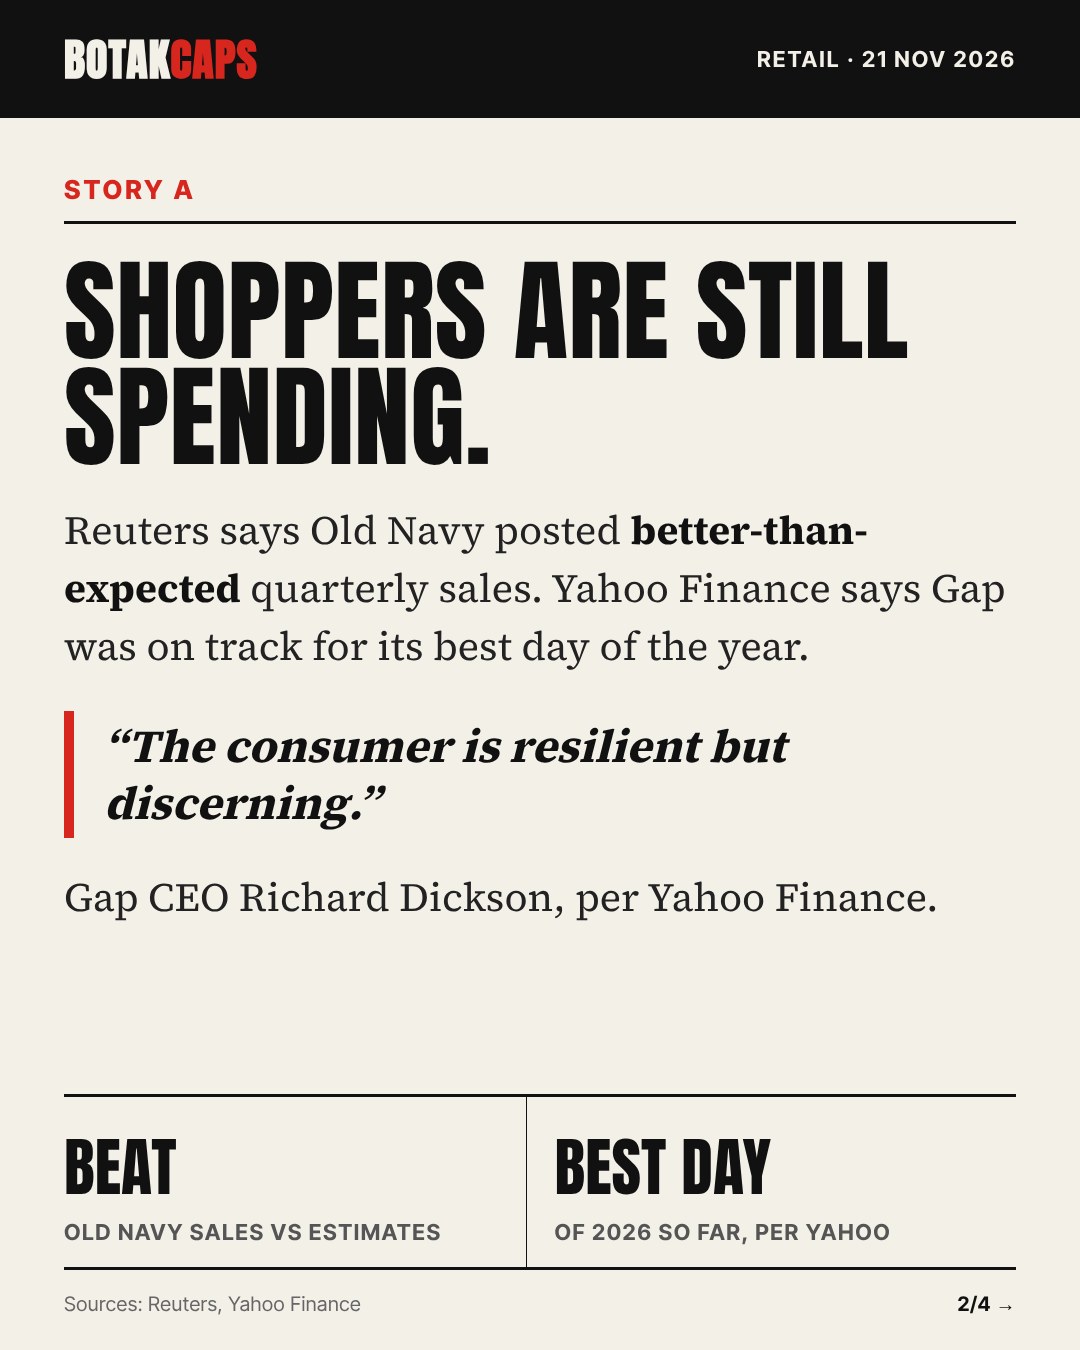 BOTAKCAPS
RETAIL · 21 NOV 2026
STORY A
SHOPPERS ARE STILL
SPENDING.
Reuters says Old Navy posted better-than-
expected quarterly sales. Yahoo Finance says Gap
was on track for its best day of the year.
“The consumer is resilient but
discerning.”
Gap CEO Richard Dickson, per Yahoo Finance.
BEAT
OLD NAVY SALES VS ESTIMATES
BEST DAY
OF 2026 SO FAR, PER YAHOO
Sources: Reuters, Yahoo Finance
2/4 →